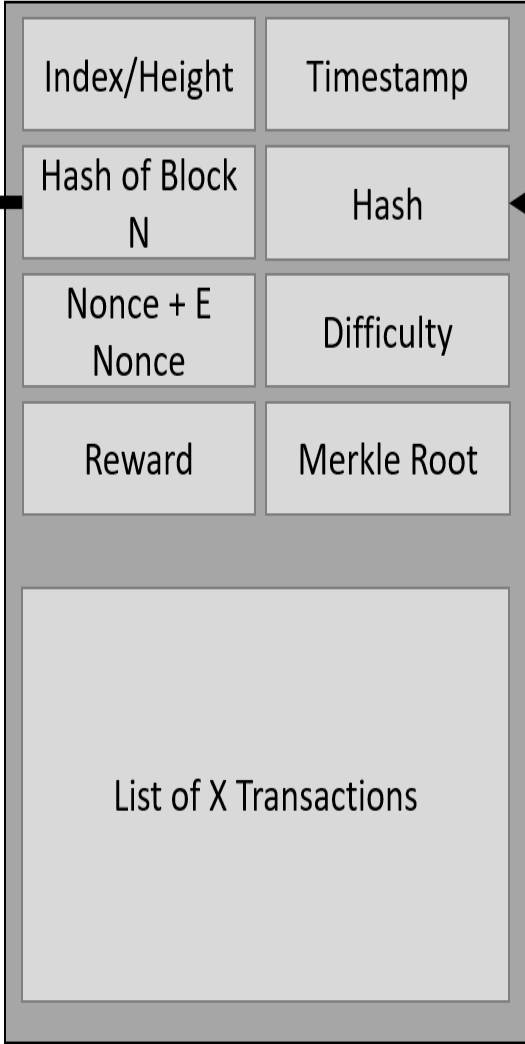 Index/Height
Timestamp
Hash of Block
N
Hash
Nonce + E
Nonce
Difficulty
Reward
Merkle Root
List of X Transactions